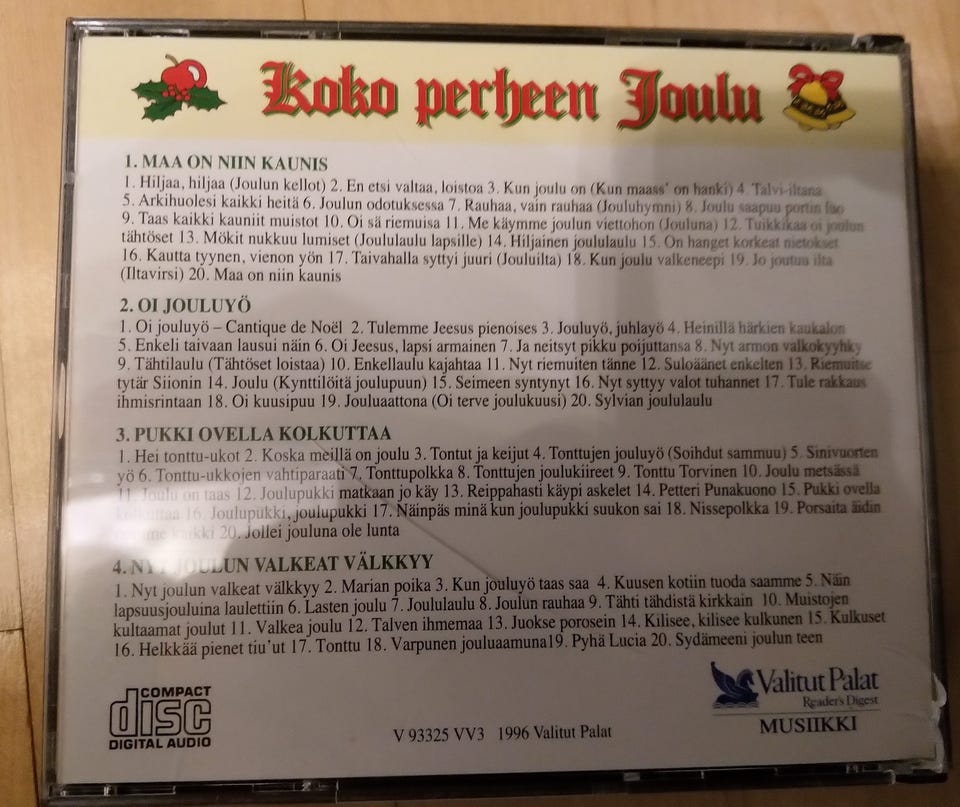 Koko perheen Joulu
1. MAA ON NIIN KAUNIS
1. Hiljaa, hiljaa (Joulun kellot) 2. En etsi valtaa, loistoa 3. Kun joulu on (Kun maass' on hanki) 4. Talvi-iltana
5. Arkihuolesi kaikki heitä 6. Joulun odotuksessa 7. Rauhaa, vain rauhaa (Jouluhymni) 8. Joulu saapuu portin luo
9. Taas kaikki kauniit muistot 10. Oi sä riemuisa 11. Me käymme joulun viettohon (Jouluna) 12. Tuikkikaa oi joulun
tähtöset 13. Mökit nukkuu lumiset (Joululaulu lapsille) 14. Hiljainen joululaulu 15. On hanget korkeat nietokset
16. Kautta tyynen, vienon yön 17. Taivahalla syttyi juuri (Jouluilta) 18. Kun joulu valkeneepi 19. Jo joutuu ilta
(Iltavirsi) 20. Maa on niin kaunis
2. OI JOULUYÖ
1. Oi jouluyö – Cantique de Noël 2. Tulemme Jeesus pienoises 3. Jouluyö, juhlayö 4. Heinillä härkien kaukalon
5. Enkeli taivaan lausui näin 6. Oi Jeesus, lapsi armainen 7. Ja neitsyt pikku poijuttansa 8. Nyt armon valkokyyhky
9. Tähtilaulu (Tähtöset loistaa) 10. Enkellaulu kajahtaa 11. Nyt riemuiten tänne 12. Suloäänet enkelten 13. Riemuitse
tytär Siionin 14. Joulu (Kynttilöitä joulupuun) 15. Seimeen syntynyt 16. Nyt syttyy valot tuhannet 17. Tule rakkaus
ihmisrintaan 18. Oi kuusipuu 19. Jouluaattona (Oi terve joulukuusi) 20. Sylvian joululaulu
3. PUKKI OVELLA KOLKUTTAA
1. Hei tonttu-ukot 2. Koska meillä on joulu 3. Tontut ja keijut 4. Tonttujen jouluyö (Soihdut sammuu) 5. Sinivuorten
yö 6. Tonttu-ukkojen vahtiparaati 7. Tonttupolkka 8. Tonttujen joulukiireet 9. Tonttu Torvinen 10. Joulu metsässä
11. Joulu on taas 12. Joulupukki matkaan jo käy 13. Reippahasti käypi askelet 14. Petteri Punakuono 15. Pukki ovella
kolkuttaa 16. Joulupukki, joulupukki 17. Näinpäs minä kun joulupukki suukon sai 18. Nissepolkka 19. Porsaita äidin
kaikki 20. Jollei jouluna ole lunta
4. NYT JOULUN VALKEAT VÄLKKYY
1. Nyt joulun valkeat välkkyy 2. Marian poika 3. Kun jouluyö taas saa 4. Kuusen kotiin tuoda saamme 5. Näin
lapsuusjouluina laulettiin 6. Lasten joulu 7. Joululaulu 8. Joulun rauhaa 9. Tähti tähdistä kirkkain 10. Muistojen
kultaamat joulut 11. Valkea joulu 12. Talven ihmemaa 13. Juokse porosein 14. Kilisee, kilisee kulkunen 15. Kulkuset
16. Helkkää pienet tiu'ut 17. Tonttu 18. Varpunen jouluaamuna19. Pyhä Lucia 20. Sydämeeni joulun teen
COMPACT
disc
DIGITAL AUDIO
V 93325 VV3 1996 Valitut Palat
Valitut Palat
Reader's Digest
MUSIIKKI